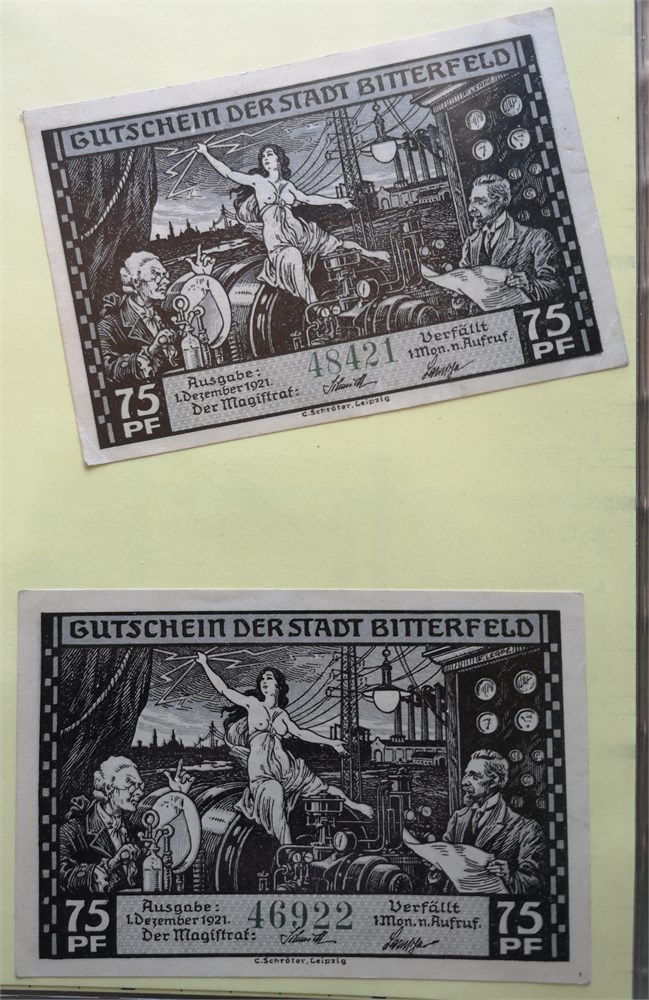 GUTSCHEIN DER STADT BITTERFELD
7
Ausgabe:
1.Dezember 1921.
Der Magiſtrat:
48421
Verfällt
1 Mon. n. Aufruf.
75
PF
75
PF
C. Schröter, Leipzig
GUTSCHEIN DER STADT BITTERFELD
7
Ausgabe:
1.Dezember 1921.
Der Magiſtrat:
46922
Verfällt
1 Mon. n. Aufruf.
75
PF
75
PF
C. Schröter, Leipzig